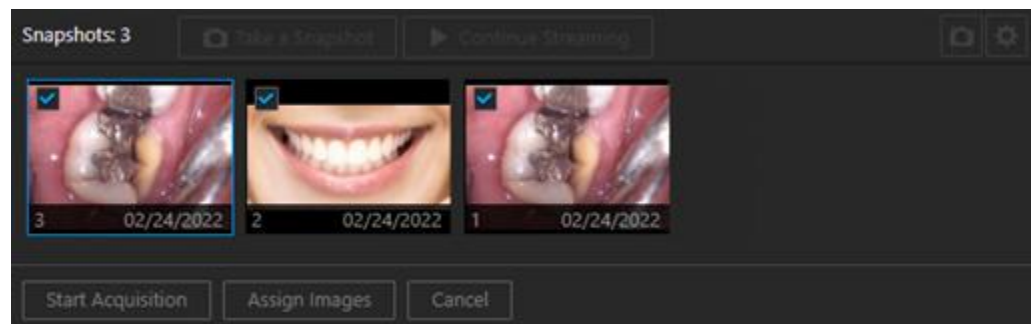 Snapshots: 3 Take a Snapshot Continue Streaming
3 02/24/2022 2 02/24/2022 1 02/24/2022
Start Acquisition Assign Images Cancel